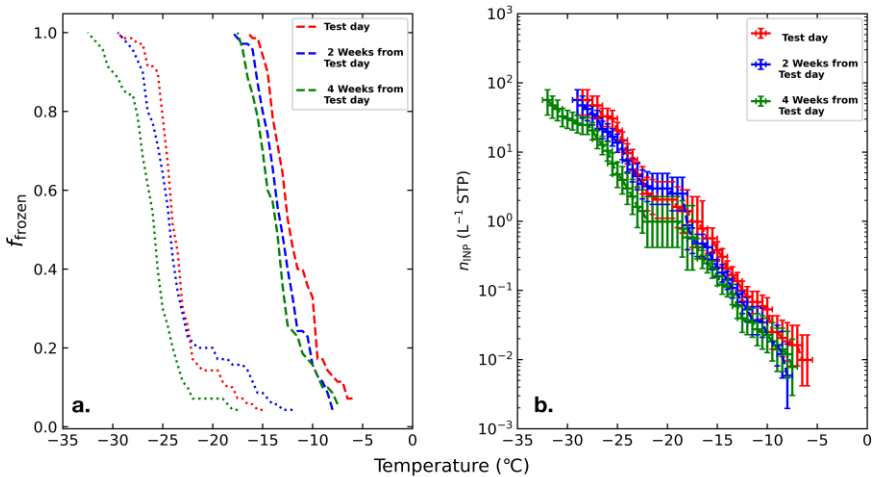 Test day
2 Weeks from
Test day
4 Weeks from
Test day
1.0
0.8
0.6
0.4
0.2
0.0
f_frozen
a.
−35 −30 −25 −20 −15 −10 −5 0
Test day
2 Weeks from
Test day
4 Weeks from
Test day
10³
10²
10¹
10⁰
10⁻¹
10⁻²
10⁻³
n_INP (L⁻¹ STP)
b.
−35 −30 −25 −20 −15 −10 −5 0
Temperature (°C)